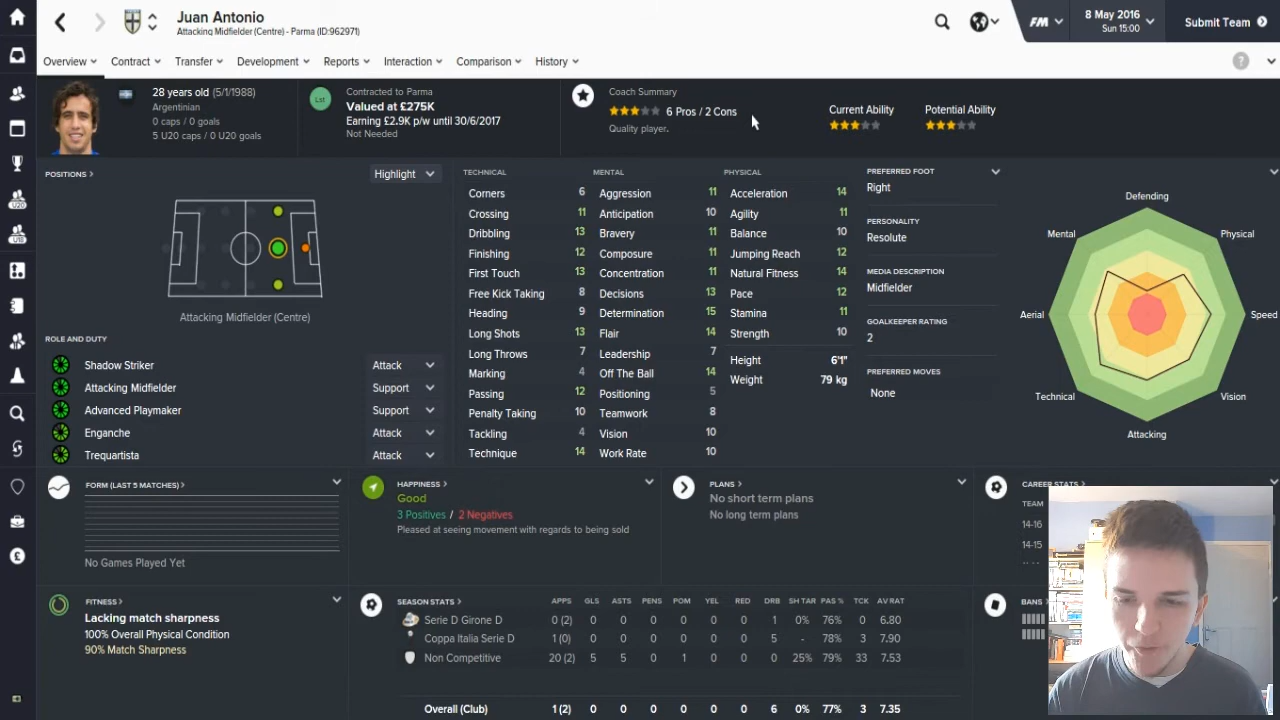 Juan Antonio
Attacking Midfielder (Centre) - Parma (ID:962971)
FM
8 May 2016
Sun 15:00
Submit Team
Overview
Contract
Transfer
Development
Reports
Interaction
Comparison
History
?
28 years old (5/1/1988)
Argentinian
0 caps / 0 goals
5 U20 caps / 0 U20 goals
Lst
Contracted to Parma
Valued at £275K
Earning £2.9K p/w until 30/6/2017
Not Needed
Coach Summary
6 Pros / 2 Cons
Quality player.
Current Ability
Potential Ability
U20
U18
POSITIONS >
Highlight
Attacking Midfielder (Centre)
ROLE AND DUTY
Shadow Striker Attack
Attacking Midfielder Support
Advanced Playmaker Support
Enganche Attack
Trequartista Attack
TECHNICAL
Corners 6
Crossing 11
Dribbling 13
Finishing 12
First Touch 13
Free Kick Taking 8
Heading 9
Long Shots 13
Long Throws 7
Marking 4
Passing 12
Penalty Taking 10
Tackling 4
Technique 14
MENTAL
Aggression 11
Anticipation 10
Bravery 11
Composure 11
Concentration 11
Decisions 13
Determination 15
Flair 14
Leadership 7
Off The Ball 14
Positioning 5
Teamwork 8
Vision 10
Work Rate 10
PHYSICAL
Acceleration 14
Agility 11
Balance 10
Jumping Reach 12
Natural Fitness 14
Pace 12
Stamina 11
Strength 10
Height 6'1"
Weight 79 kg
PREFERRED FOOT
Right
PERSONALITY
Resolute
MEDIA DESCRIPTION
Midfielder
GOALKEEPER RATING
2
PREFERRED MOVES
None
Defending
Physical
Speed
Vision
Attacking
Technical
Aerial
Mental
FORM (LAST 5 MATCHES) >
No Games Played Yet
HAPPINESS >
Good
3 Positives / 2 Negatives
Pleased at seeing movement with regards to being sold
PLANS >
No short term plans
No long term plans
CAREER STATS >
TEAM
14-16
14-15
FITNESS >
Lacking match sharpness
100% Overall Physical Condition
90% Match Sharpness
SEASON STATS > APPS GLS ASTS PENS POM YEL RED DRB SH TAR PAS % TCK AV RAT
Serie D Girone D 0 (2) 0 0 0 0 0 0 1 0% 76% 0 6.80
Coppa Italia Serie D 1 (0) 0 0 0 0 0 0 5 - 78% 3 7.90
Non Competitive 20 (2) 5 5 0 1 0 0 0 25% 79% 33 7.53
Overall (Club) 1 (2) 0 0 0 0 0 0 6 0% 77% 3 7.35
BANS >